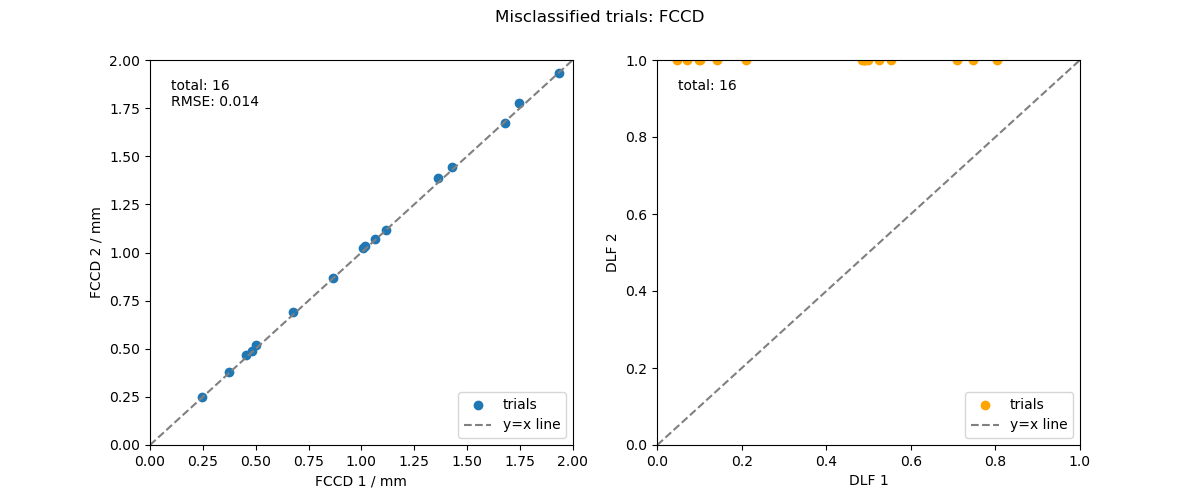 Misclassified trials: FCCD
2.00
1.75
1.50
1.25
1.00
0.75
0.50
0.25
0.00
FCCD 2 / mm
total: 16
RMSE: 0.014
trials
y=x line
0.00 0.25 0.50 0.75 1.00 1.25 1.50 1.75 2.00
FCCD 1 / mm
1.0
0.8
0.6
0.4
0.2
0.0
DLF 2
total: 16
trials
y=x line
0.0 0.2 0.4 0.6 0.8 1.0
DLF 1